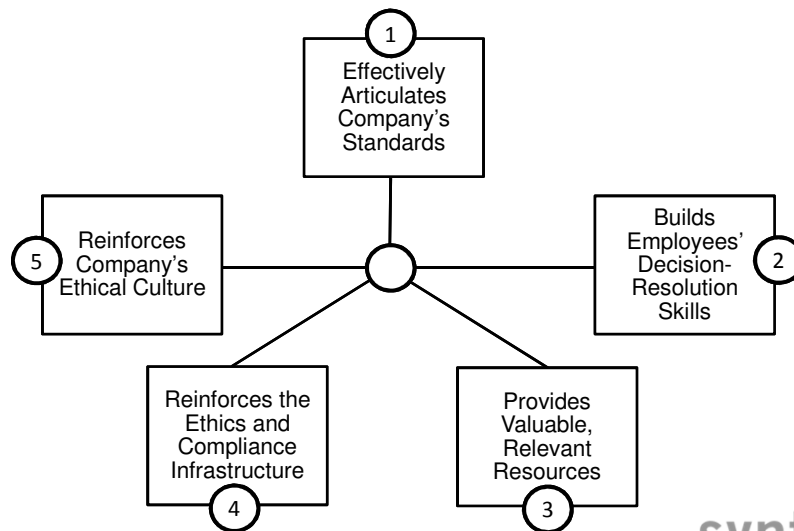 1
Effectively
Articulates
Company’s
Standards
2
Builds
Employees’
Decision-
Resolution
Skills
3
Provides
Valuable,
Relevant
Resources
4
Reinforces the
Ethics and
Compliance
Infrastructure
5
Reinforces
Company’s
Ethical Culture